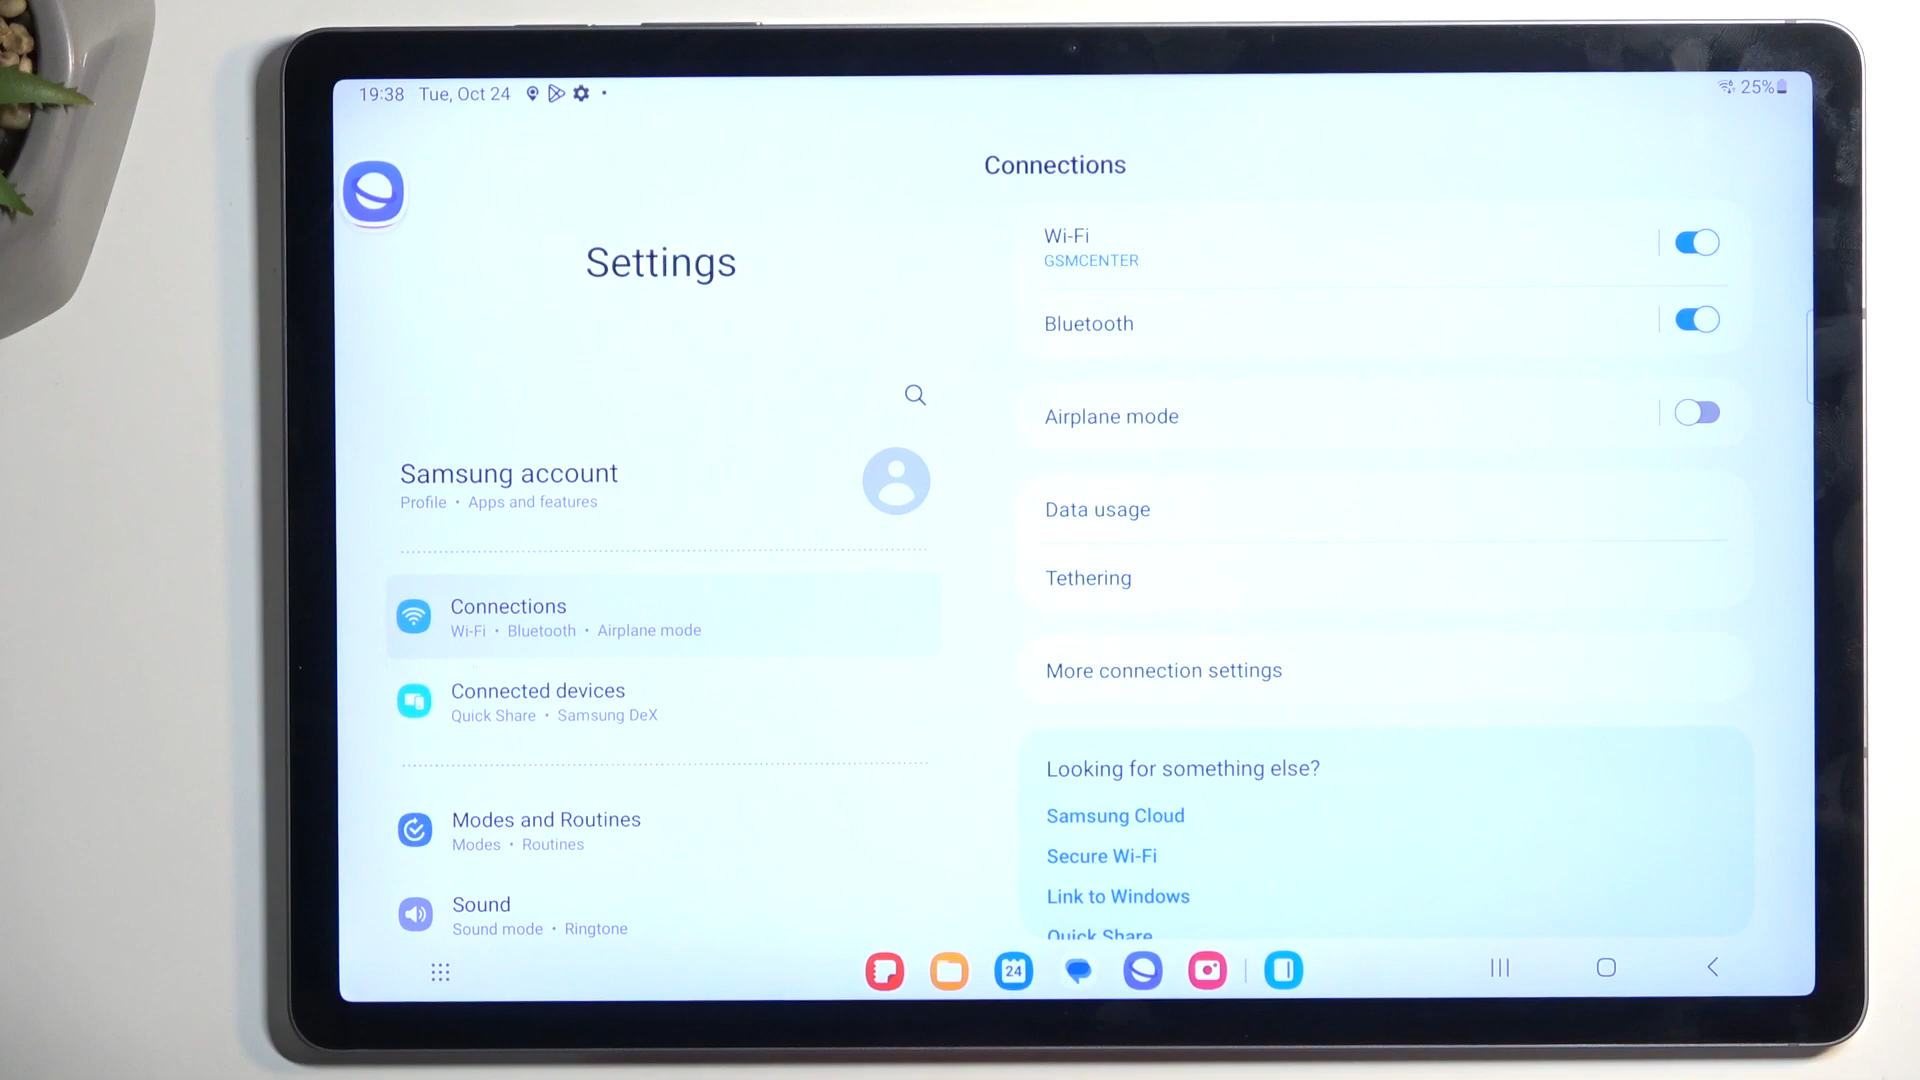 19:38 Tue, Oct 24
25%
Settings
Samsung account
Profile • Apps and features
Connections
Wi-Fi • Bluetooth • Airplane mode
Connected devices
Quick Share • Samsung DeX
Modes and Routines
Modes • Routines
Sound
Sound mode • Ringtone
Connections
Wi-Fi
GSMCENTER
Bluetooth
Airplane mode
Data usage
Tethering
More connection settings
Looking for something else?
Samsung Cloud
Secure Wi-Fi
Link to Windows
Quick Share
24